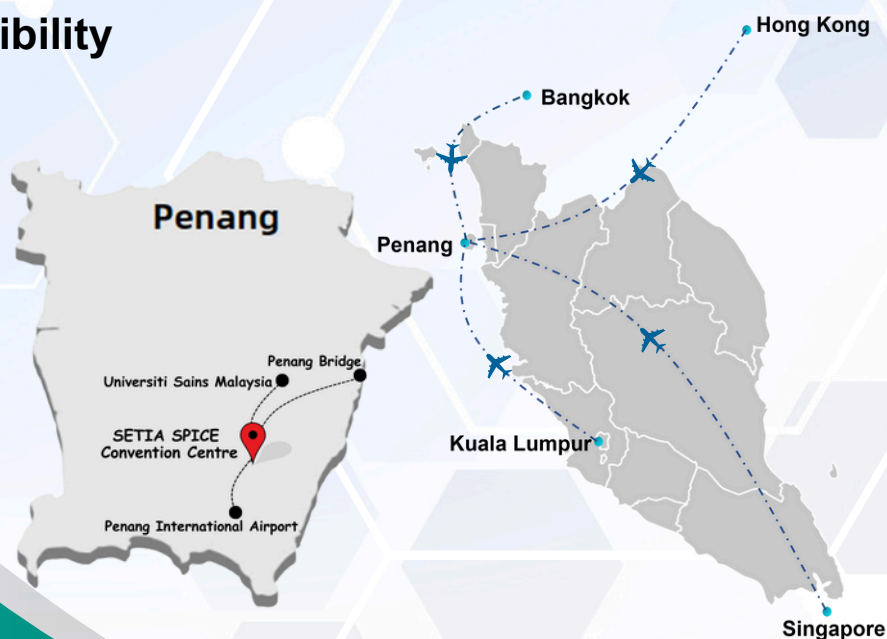 ibility
Hong Kong
Bangkok
Penang
Penang
Penang Bridge
Universiti Sains Malaysia
SETIA SPICE
Convention Centre
Kuala Lumpur
Penang International Airport
Singapore